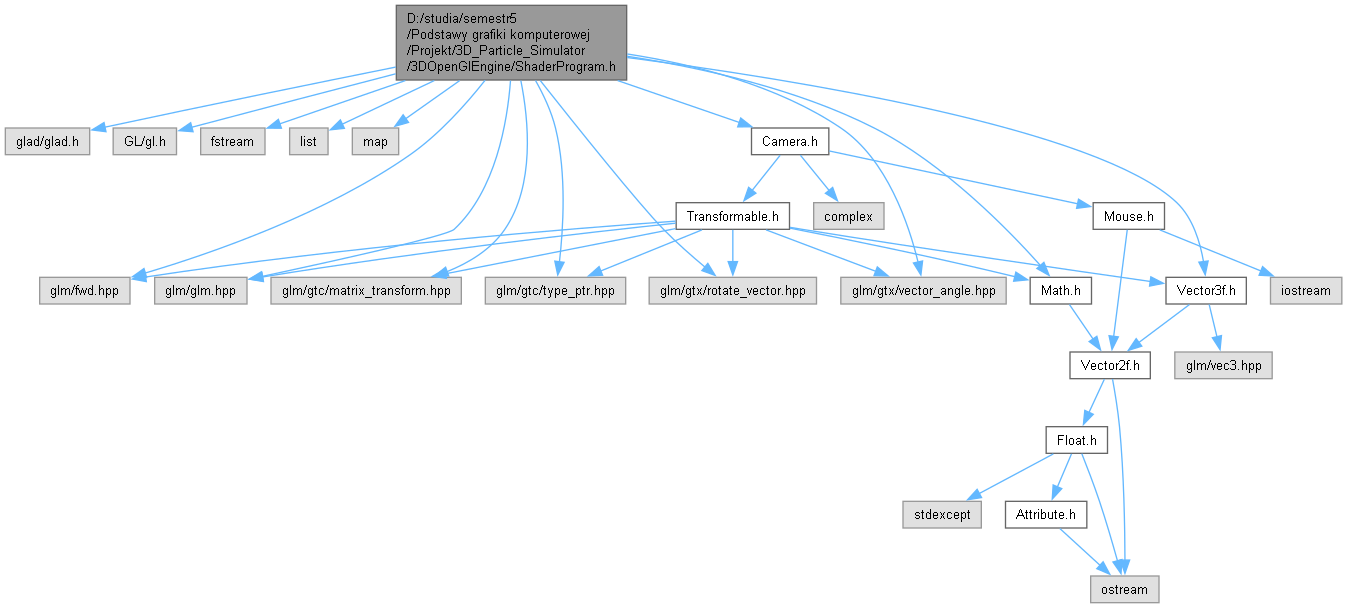 D:/studia/semestr5
/Podstawy grafiki komputerowej
/Projekt/3D_Particle_Simulator
/3DOpenGlEngine/ShaderProgram.h
glad/glad.h
GL/gl.h
fstream
list
map
Camera.h
Transformable.h
complex
Mouse.h
glm/fwd.hpp
glm/glm.hpp
glm/gtc/matrix_transform.hpp
glm/gtc/type_ptr.hpp
glm/gtx/rotate_vector.hpp
glm/gtx/vector_angle.hpp
Math.h
Vector3f.h
iostream
Vector2f.h
glm/vec3.hpp
Float.h
stdexcept
Attribute.h
ostream